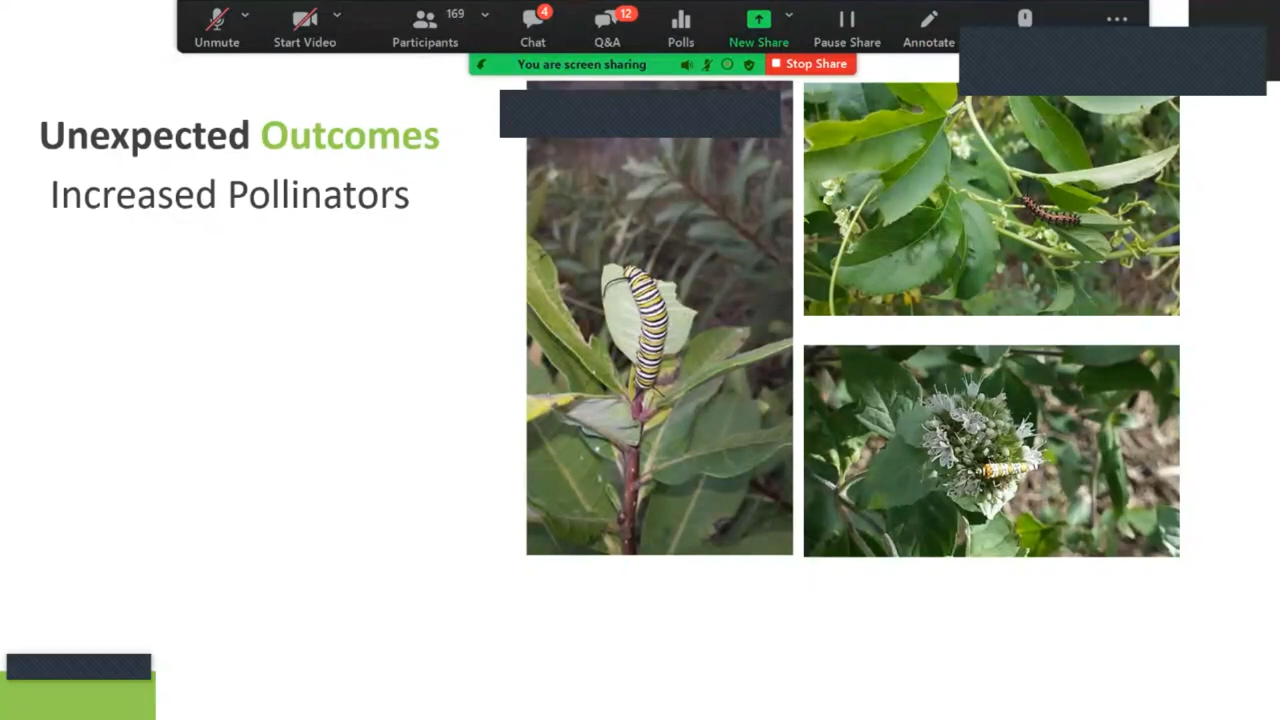 169
4
12
Unmute
Start Video
Participants
Chat
Q&A
Polls
New Share
Pause Share
Annotate
You are screen sharing
Stop Share
Unexpected Outcomes
Increased Pollinators